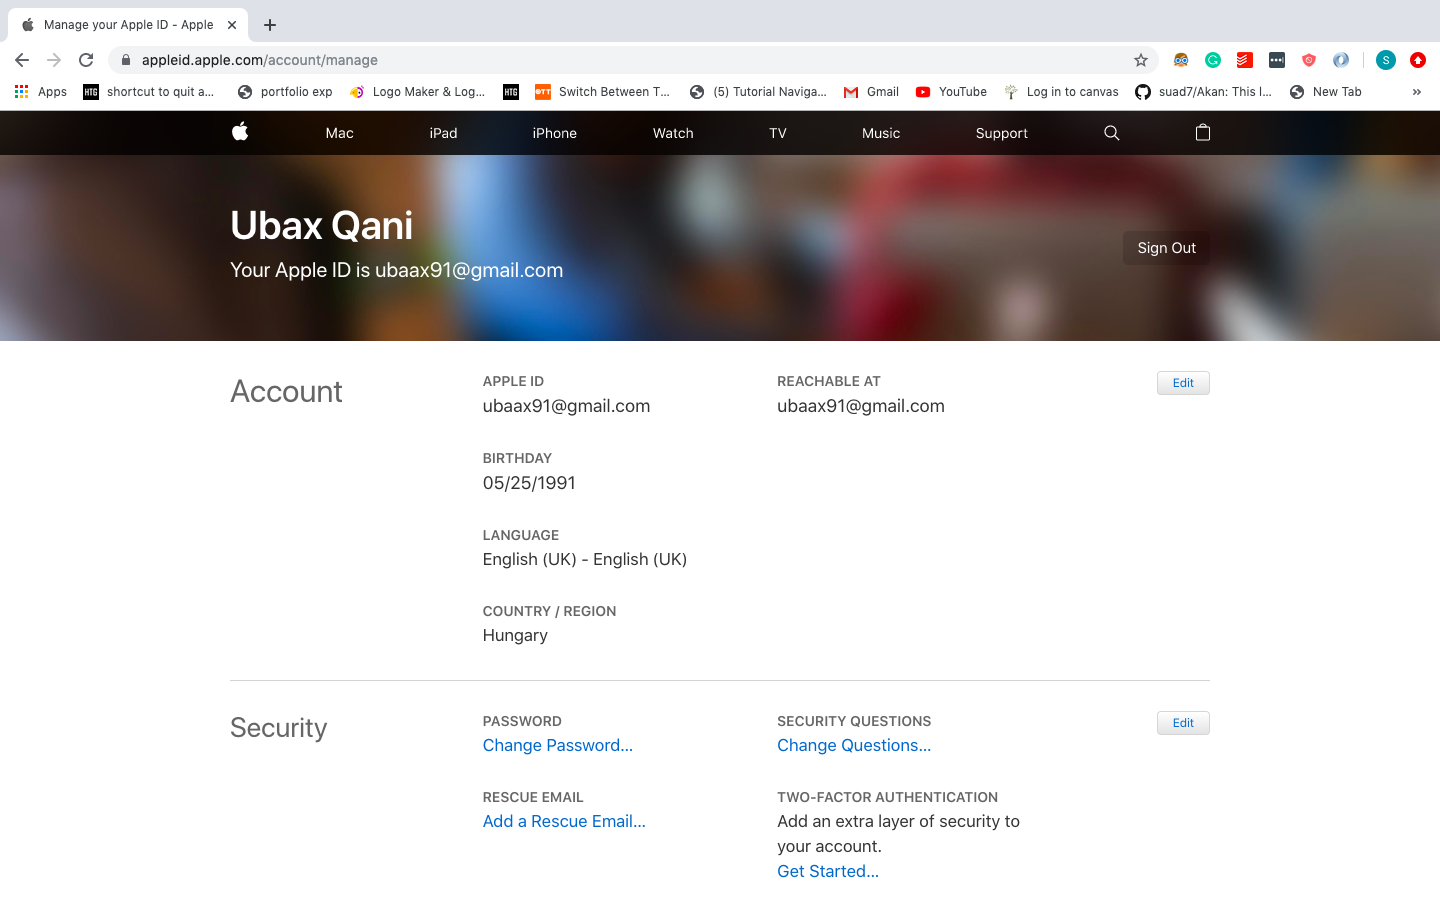 Manage your Apple ID - Apple
appleid.apple.com/account/manage
S
Apps
HTG shortcut to quit a...
portfolio exp
Logo Maker & Log...
HTG
OTT Switch Between T...
(5) Tutorial Naviga...
Gmail
YouTube
Log in to canvas
suad7/Akan: This I...
New Tab
»
Mac iPad iPhone Watch TV Music Support
Ubax Qani
Your Apple ID is ubaax91@gmail.com
Sign Out
Account
APPLE ID
ubaax91@gmail.com
REACHABLE AT
ubaax91@gmail.com
Edit
BIRTHDAY
05/25/1991
LANGUAGE
English (UK) - English (UK)
COUNTRY / REGION
Hungary
Security
PASSWORD
Change Password...
SECURITY QUESTIONS
Change Questions...
Edit
RESCUE EMAIL
Add a Rescue Email...
TWO-FACTOR AUTHENTICATION
Add an extra layer of security to
your account.
Get Started...